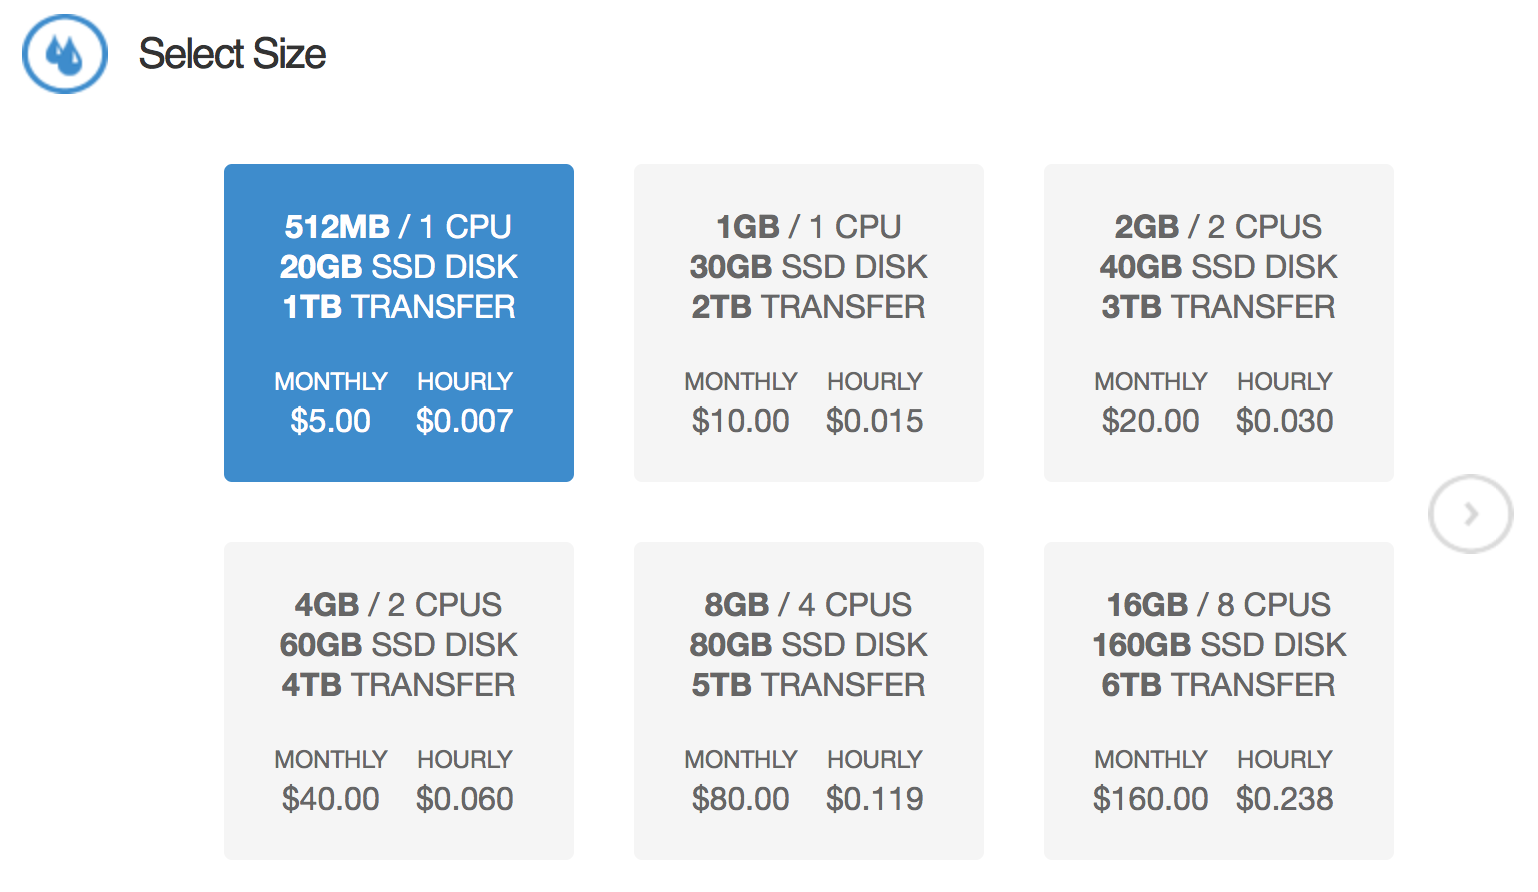 Select Size
512MB / 1 CPU
20GB SSD DISK
1TB TRANSFER
MONTHLY HOURLY
$5.00 $0.007
1GB / 1 CPU
30GB SSD DISK
2TB TRANSFER
MONTHLY HOURLY
$10.00 $0.015
2GB / 2 CPUS
40GB SSD DISK
3TB TRANSFER
MONTHLY HOURLY
$20.00 $0.030
4GB / 2 CPUS
60GB SSD DISK
4TB TRANSFER
MONTHLY HOURLY
$40.00 $0.060
8GB / 4 CPUS
80GB SSD DISK
5TB TRANSFER
MONTHLY HOURLY
$80.00 $0.119
16GB / 8 CPUS
160GB SSD DISK
6TB TRANSFER
MONTHLY HOURLY
$160.00 $0.238